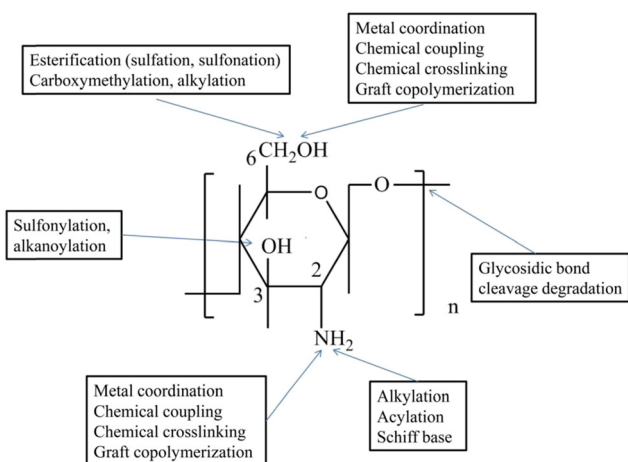 Esterification (sulfation, sulfonation)
Carboxymethylation, alkylation
Metal coordination
Chemical coupling
Chemical crosslinking
Graft copolymerization
6 CH₂OH
O
O
Sulfonylation,
alkanoylation
OH
2
3
Glycosidic bond
cleavage degradation
n
NH₂
Metal coordination
Chemical coupling
Chemical crosslinking
Graft copolymerization
Alkylation
Acylation
Schiff base